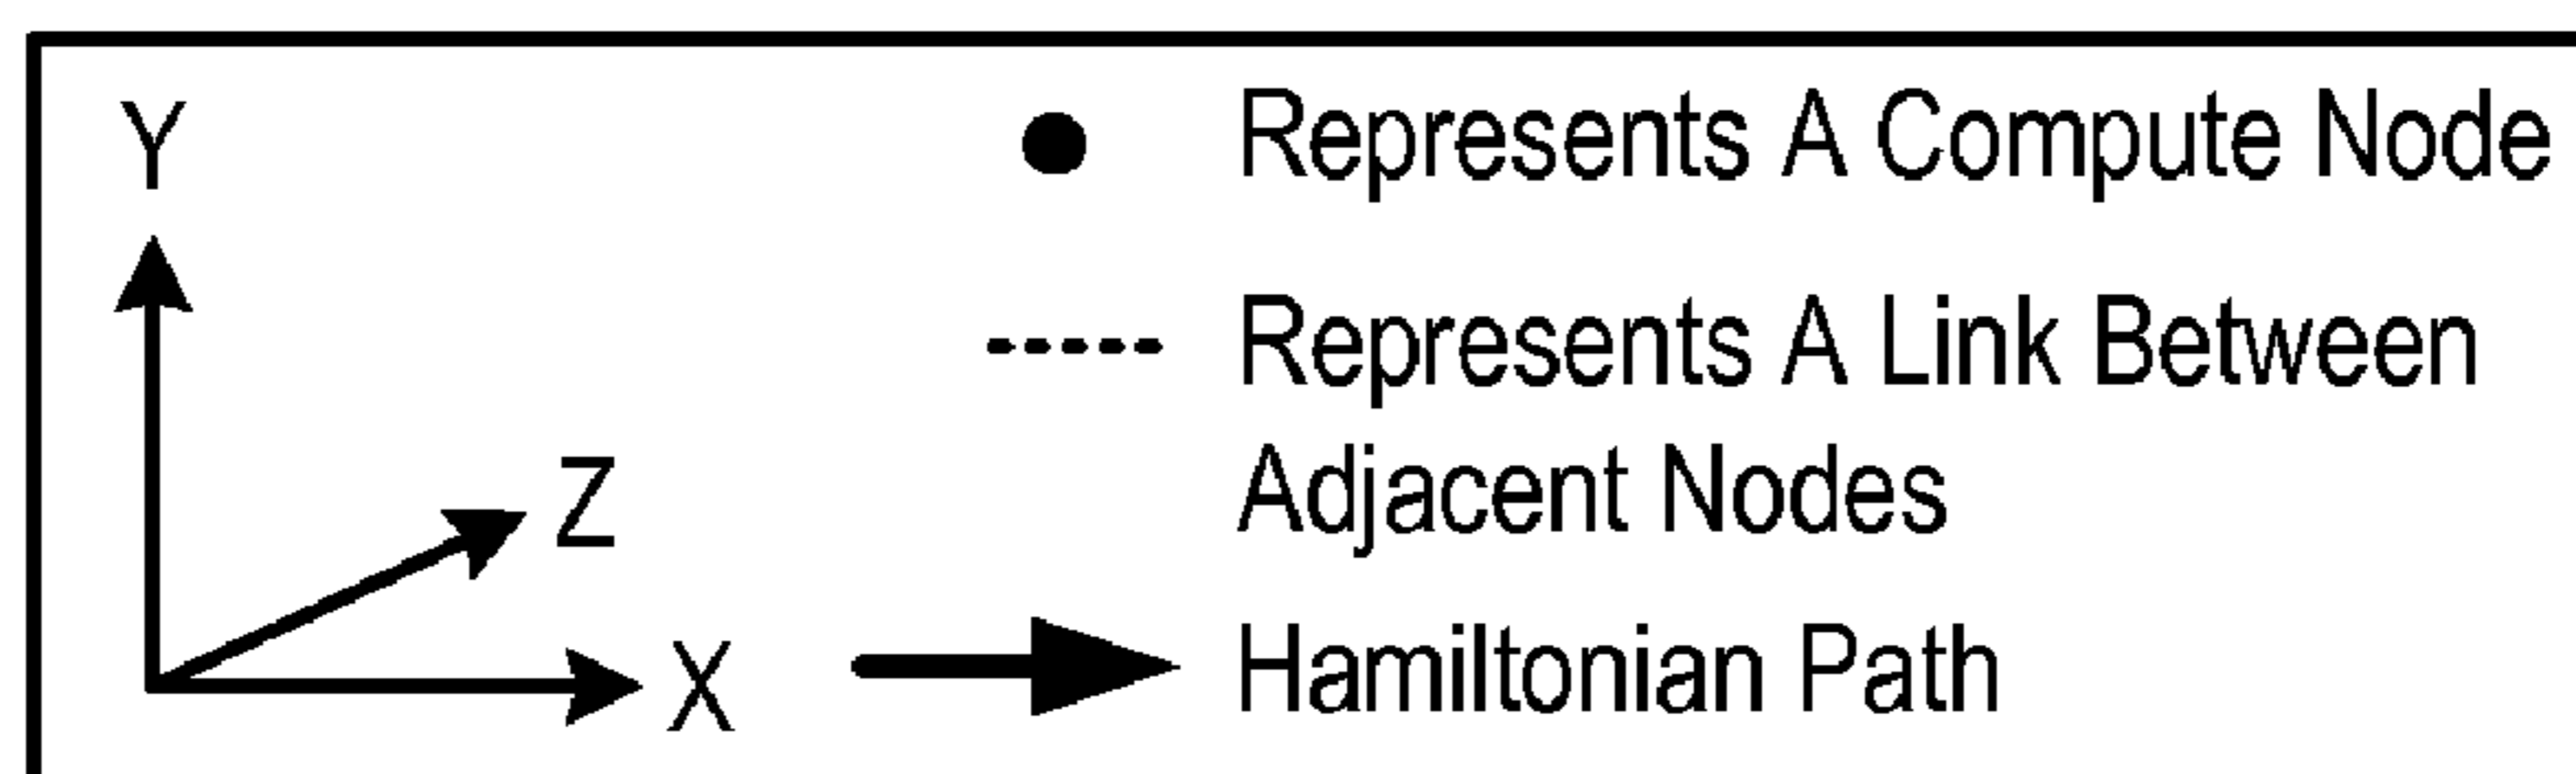 Y
Z
X
Represents A Compute Node
Represents A Link Between
Adjacent Nodes
Hamiltonian Path